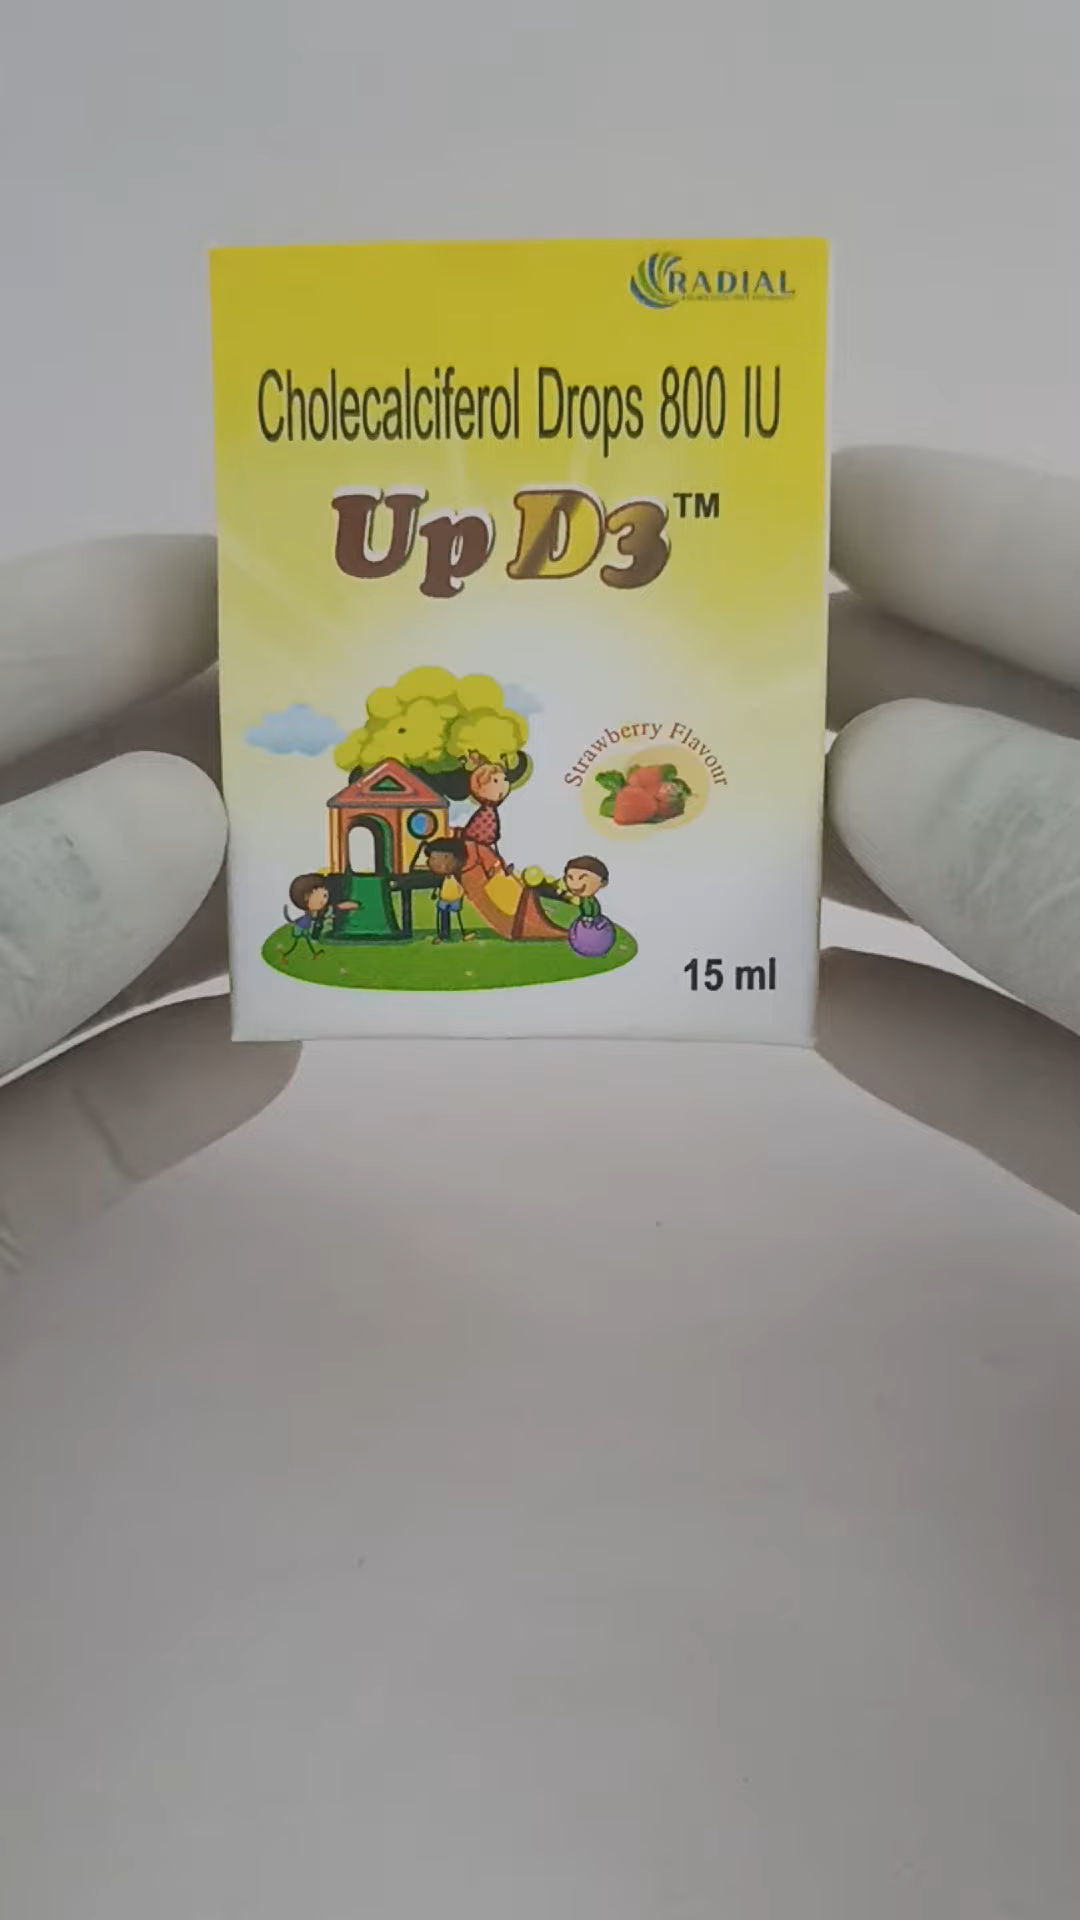 RADIAL
Cholecalciferol Drops 800 IU
Up D3™
Strawberry Flavour
15 ml